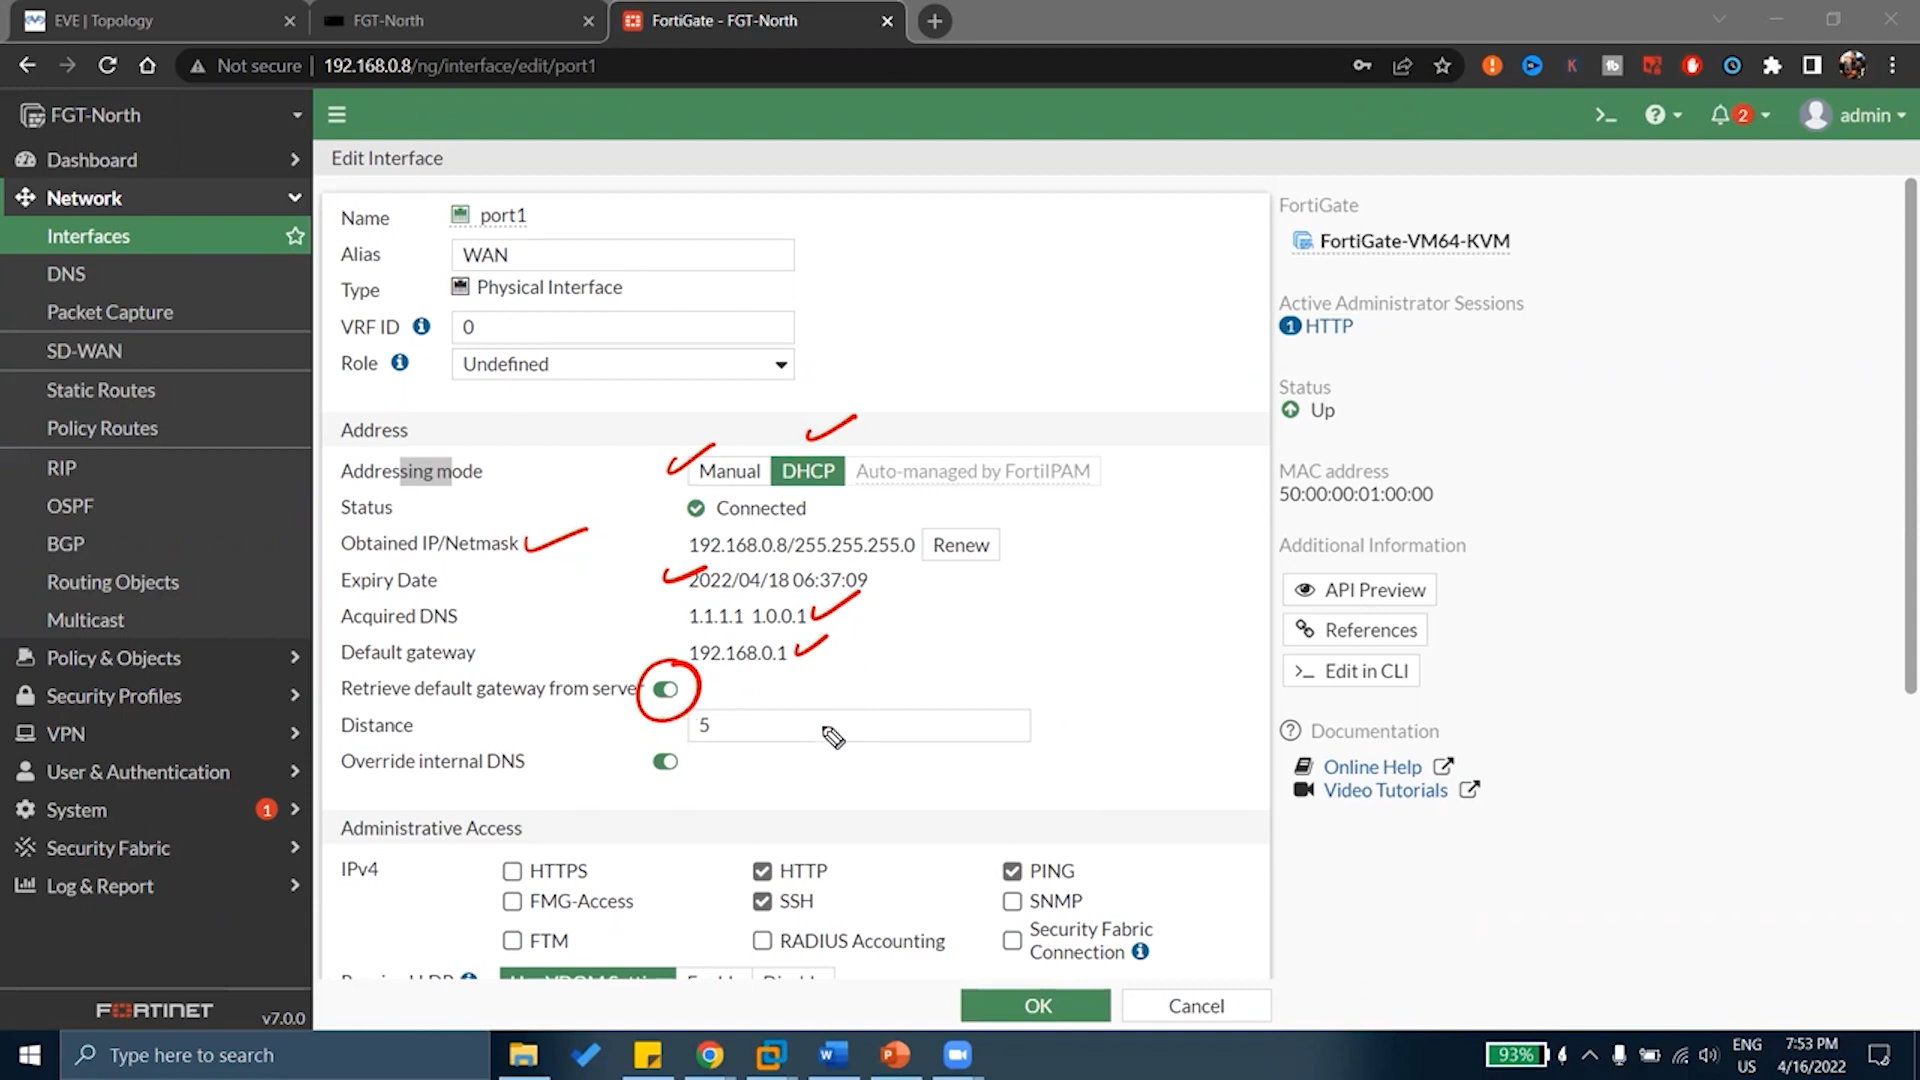 EVE | Topology
FGT-North
FortiGate - FGT-North
Not secure
192.168.0.8/ng/interface/edit/port1
FGT-North
Dashboard
Network
Interfaces
DNS
Packet Capture
SD-WAN
Static Routes
Policy Routes
RIP
OSPF
BGP
Routing Objects
Multicast
Policy & Objects
Security Profiles
VPN
User & Authentication
System 1
Security Fabric
Log & Report
FORTINET
v7.0.0
2
admin
Edit Interface
Name port1
Alias WAN
Type Physical Interface
VRF ID 0
Role Undefined
Address
Addressing mode Manual DHCP Auto-managed by FortiIPAM
Status Connected
Obtained IP/Netmask 192.168.0.8/255.255.255.0 Renew
Expiry Date 2022/04/18 06:37:09
Acquired DNS 1.1.1.1 1.0.0.1
Default gateway 192.168.0.1
Retrieve default gateway from server
Distance 5
Override internal DNS
Administrative Access
IPv4 HTTPS HTTP PING
FMG-Access SSH SNMP
FTM RADIUS Accounting Security Fabric Connection
OK Cancel
FortiGate
FortiGate-VM64-KVM
Active Administrator Sessions
1 HTTP
Status
Up
MAC address
50:00:00:01:00:00
Additional Information
API Preview
References
>_ Edit in CLI
Documentation
Online Help
Video Tutorials
Type here to search
93%
ENG
US
7:53 PM
4/16/2022